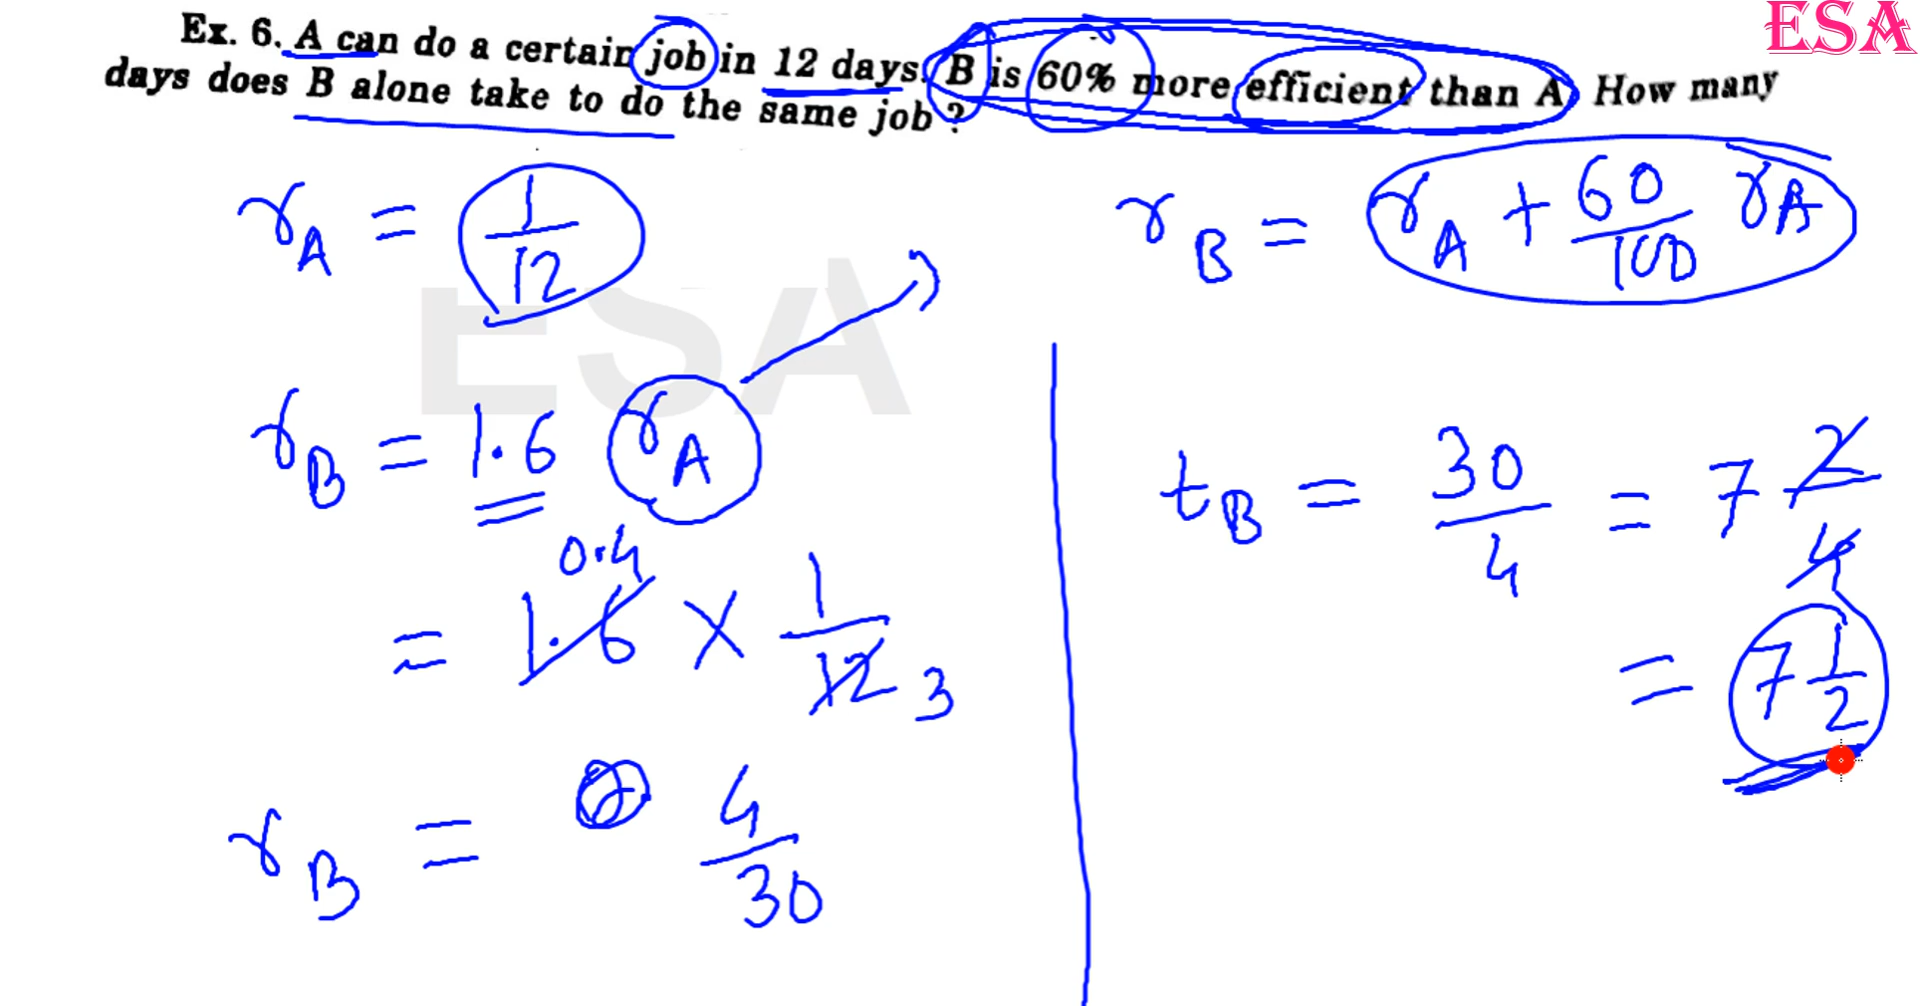 ESA
Ex. 6. A can do a certain job in 12 days. B is 60% more efficient than A. How many
days does B alone take to do the same job ?
rA = 1/12
rB = rA + 60/100 rA
ESA
rB = 1.6 rA
0.4
= 1.6 × 1/12 3
rB = 4/30
tB = 30/4 = 7 2/4
= 7 1/2